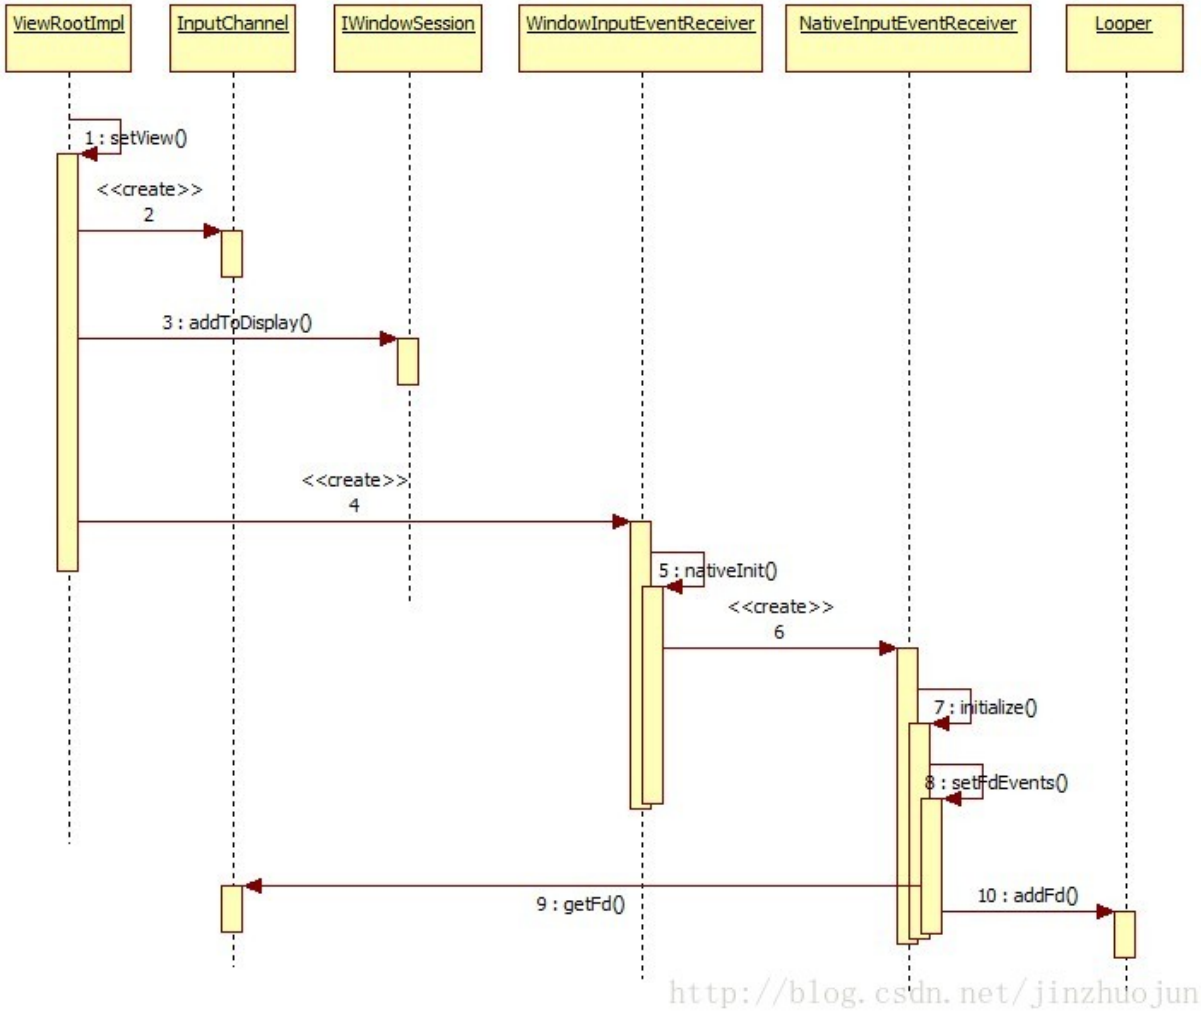 ViewRootImpl
InputChannel
IWindowSession
WindowInputEventReceiver
NativeInputEventReceiver
Looper
1 : setView()
<<create>>
2
3 : addToDisplay()
<<create>>
4
5 : nativeInit()
<<create>>
6
7 : initialize()
8 : setFdEvents()
9 : getFd()
10 : addFd()
http://blog.csdn.net/jinzhuojun